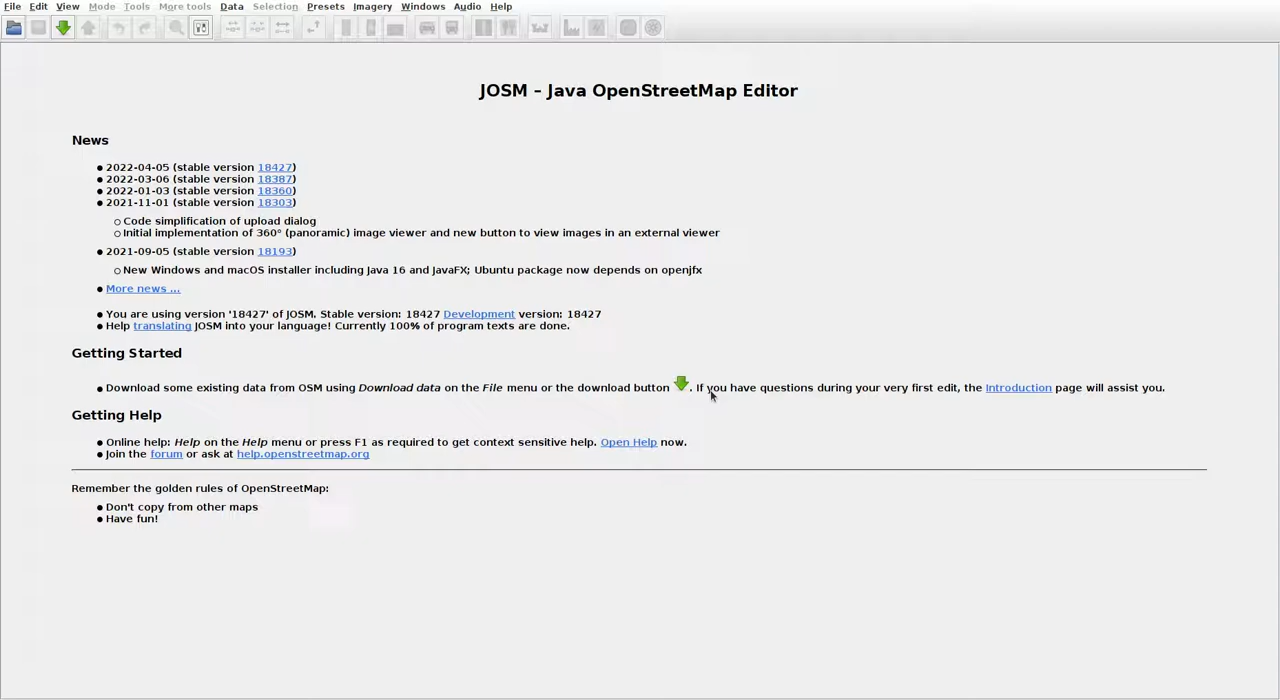 File Edit View Mode Tools More tools Data Selection Presets Imagery Windows Audio Help
JOSM – Java OpenStreetMap Editor
News
2022-04-05 (stable version 18427)
2022-03-06 (stable version 18387)
2022-01-03 (stable version 18360)
2021-11-01 (stable version 18303)
Code simplification of upload dialog
Initial implementation of 360° (panoramic) image viewer and new button to view images in an external viewer
2021-09-05 (stable version 18193)
New Windows and macOS installer including Java 16 and JavaFX; Ubuntu package now depends on openjfx
More news ...
You are using version '18427' of JOSM. Stable version: 18427 Development version: 18427
Help translating JOSM into your language! Currently 100% of program texts are done.
Getting Started
Download some existing data from OSM using Download data on the File menu or the download button . If you have questions during your very first edit, the Introduction page will assist you.
Getting Help
Online help: Help on the Help menu or press F1 as required to get context sensitive help. Open Help now.
Join the forum or ask at help.openstreetmap.org
Remember the golden rules of OpenStreetMap:
Don't copy from other maps
Have fun!